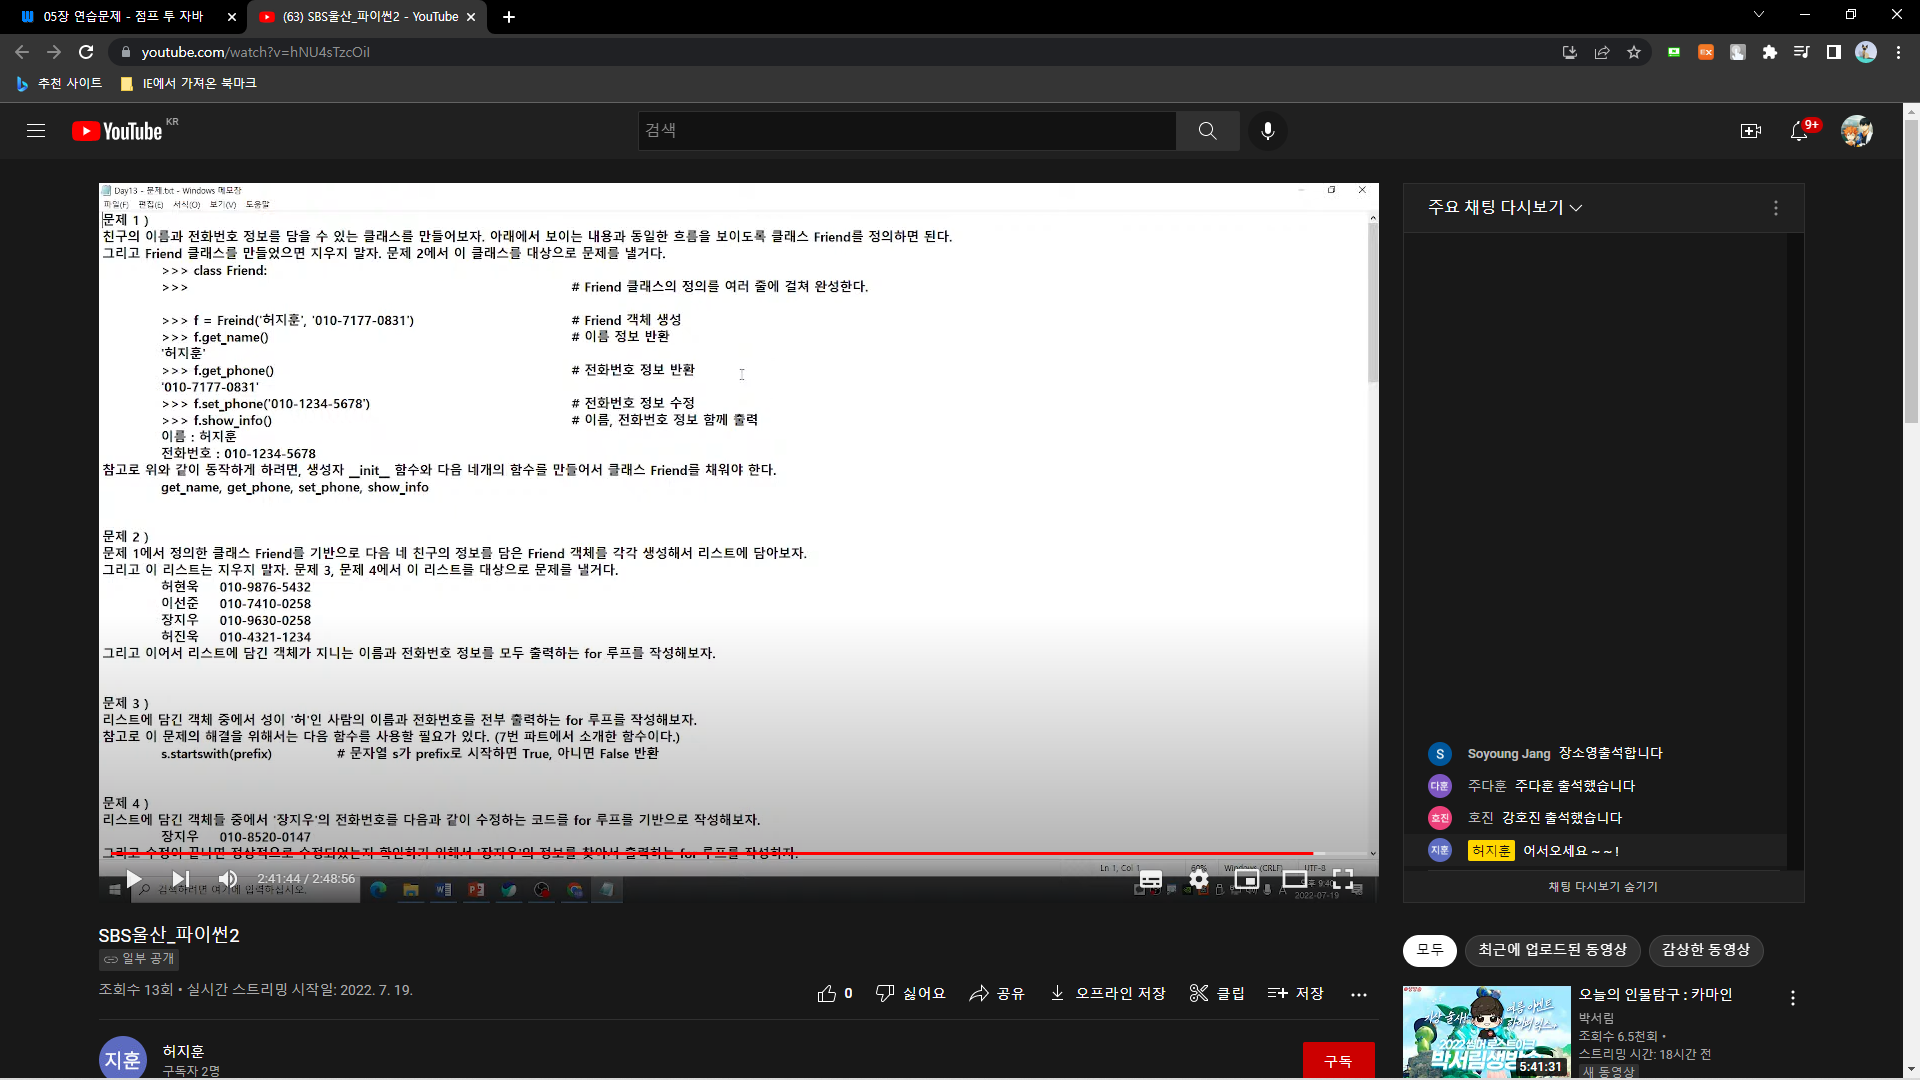 05장 연습문제 - 점프 투 자바
(63) SBS울산_파이썬2 - YouTube
youtube.com/watch?v=hNU4sTzcOiI
추천 사이트
IE에서 가져온 북마크
YouTube KR
검색
9+
Day13 - 문제.txt - Windows 메모장
파일(F) 편집(E) 서식(O) 보기(V) 도움말
문제 1 )
친구의 이름과 전화번호 정보를 담을 수 있는 클래스를 만들어보자. 아래에서 보이는 내용과 동일한 흐름을 보이도록 클래스 Friend를 정의하면 된다.
그리고 Friend 클래스를 만들었으면 지우지 말자. 문제 2에서 이 클래스를 대상으로 문제를 낼거다.
>>> class Friend:
>>> # Friend 클래스의 정의를 여러 줄에 걸쳐 완성한다.
>>> f = Freind('허지훈', '010-7177-0831') # Friend 객체 생성
>>> f.get_name() # 이름 정보 반환
'허지훈'
>>> f.get_phone() # 전화번호 정보 반환
'010-7177-0831'
>>> f.set_phone('010-1234-5678') # 전화번호 정보 수정
>>> f.show_info() # 이름, 전화번호 정보 함께 출력
이름 : 허지훈
전화번호 : 010-1234-5678
참고로 위와 같이 동작하게 하려면, 생성자 __init__ 함수와 다음 네개의 함수를 만들어서 클래스 Friend를 채워야 한다.
get_name, get_phone, set_phone, show_info
문제 2 )
문제 1에서 정의한 클래스 Friend를 기반으로 다음 네 친구의 정보를 담은 Friend 객체를 각각 생성해서 리스트에 담아보자.
그리고 이 리스트는 지우지 말자. 문제 3, 문제 4에서 이 리스트를 대상으로 문제를 낼거다.
허현욱 010-9876-5432
이선준 010-7410-0258
장지우 010-9630-0258
허진욱 010-4321-1234
그리고 이어서 리스트에 담긴 객체가 지니는 이름과 전화번호 정보를 모두 출력하는 for 루프를 작성해보자.
문제 3 )
리스트에 담긴 객체 중에서 성이 '허'인 사람의 이름과 전화번호를 전부 출력하는 for 루프를 작성해보자.
참고로 이 문제의 해결을 위해서는 다음 함수를 사용할 필요가 있다. (7번 파트에서 소개한 함수이다.)
s.startswith(prefix) # 문자열 s가 prefix로 시작하면 True, 아니면 False 반환
문제 4 )
리스트에 담긴 객체들 중에서 '장지우'의 전화번호를 다음과 같이 수정하는 코드를 for 루프를 기반으로 작성해보자.
장지우 010-8520-0147
그리고 수정이 끝나면 정상적으로 수정되었는지 확인하기 위해서 '장지우'의 정보를 찾아서 출력하는 for 루프를 작성하자.
Ln 1, Col 1 60% Windows (CRLF) UTF-8
검색하려면 여기에 입력하십시오.
2:41:44 / 2:48:56
2022-07-19
주요 채팅 다시보기
S Soyoung Jang 장소영출석합니다
다훈 주다훈 주다훈 출석했습니다
호진 호진 강호진 출석했습니다
지훈 허지훈 어서오세요 ~ ~ !
채팅 다시보기 숨기기
SBS울산_파이썬2
일부 공개
조회수 13회 • 실시간 스트리밍 시작일: 2022. 7. 19.
0 싫어요 공유 오프라인 저장 클립 저장
지훈
허지훈
구독자 2명
구독
모두 최근에 업로드된 동영상 감상한 동영상
박서림생방송
5:41:31
오늘의 인물탐구 : 카마인
박서림
조회수 6.5천회 •
스트리밍 시간: 18시간 전
새 동영상